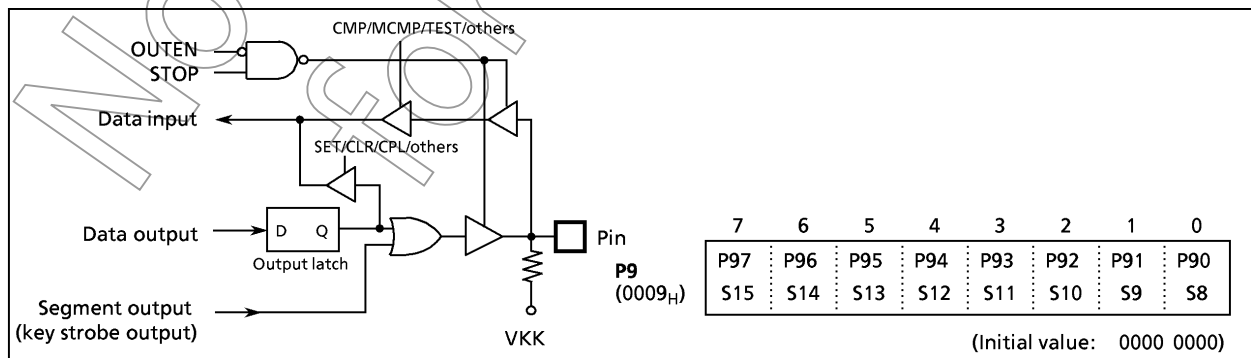 CMP/MCMP/TEST/others
OUTEN
STOP
Data input
SET/CLR/CPL/others
Data output
D Q
Output latch
Segment output
(key strobe output)
Pin
VKK
P9
(0009H)
7 6 5 4 3 2 1 0
P97 P96 P95 P94 P93 P92 P91 P90
S15 S14 S13 S12 S11 S10 S9 S8
(Initial value: 0000 0000)
No
for